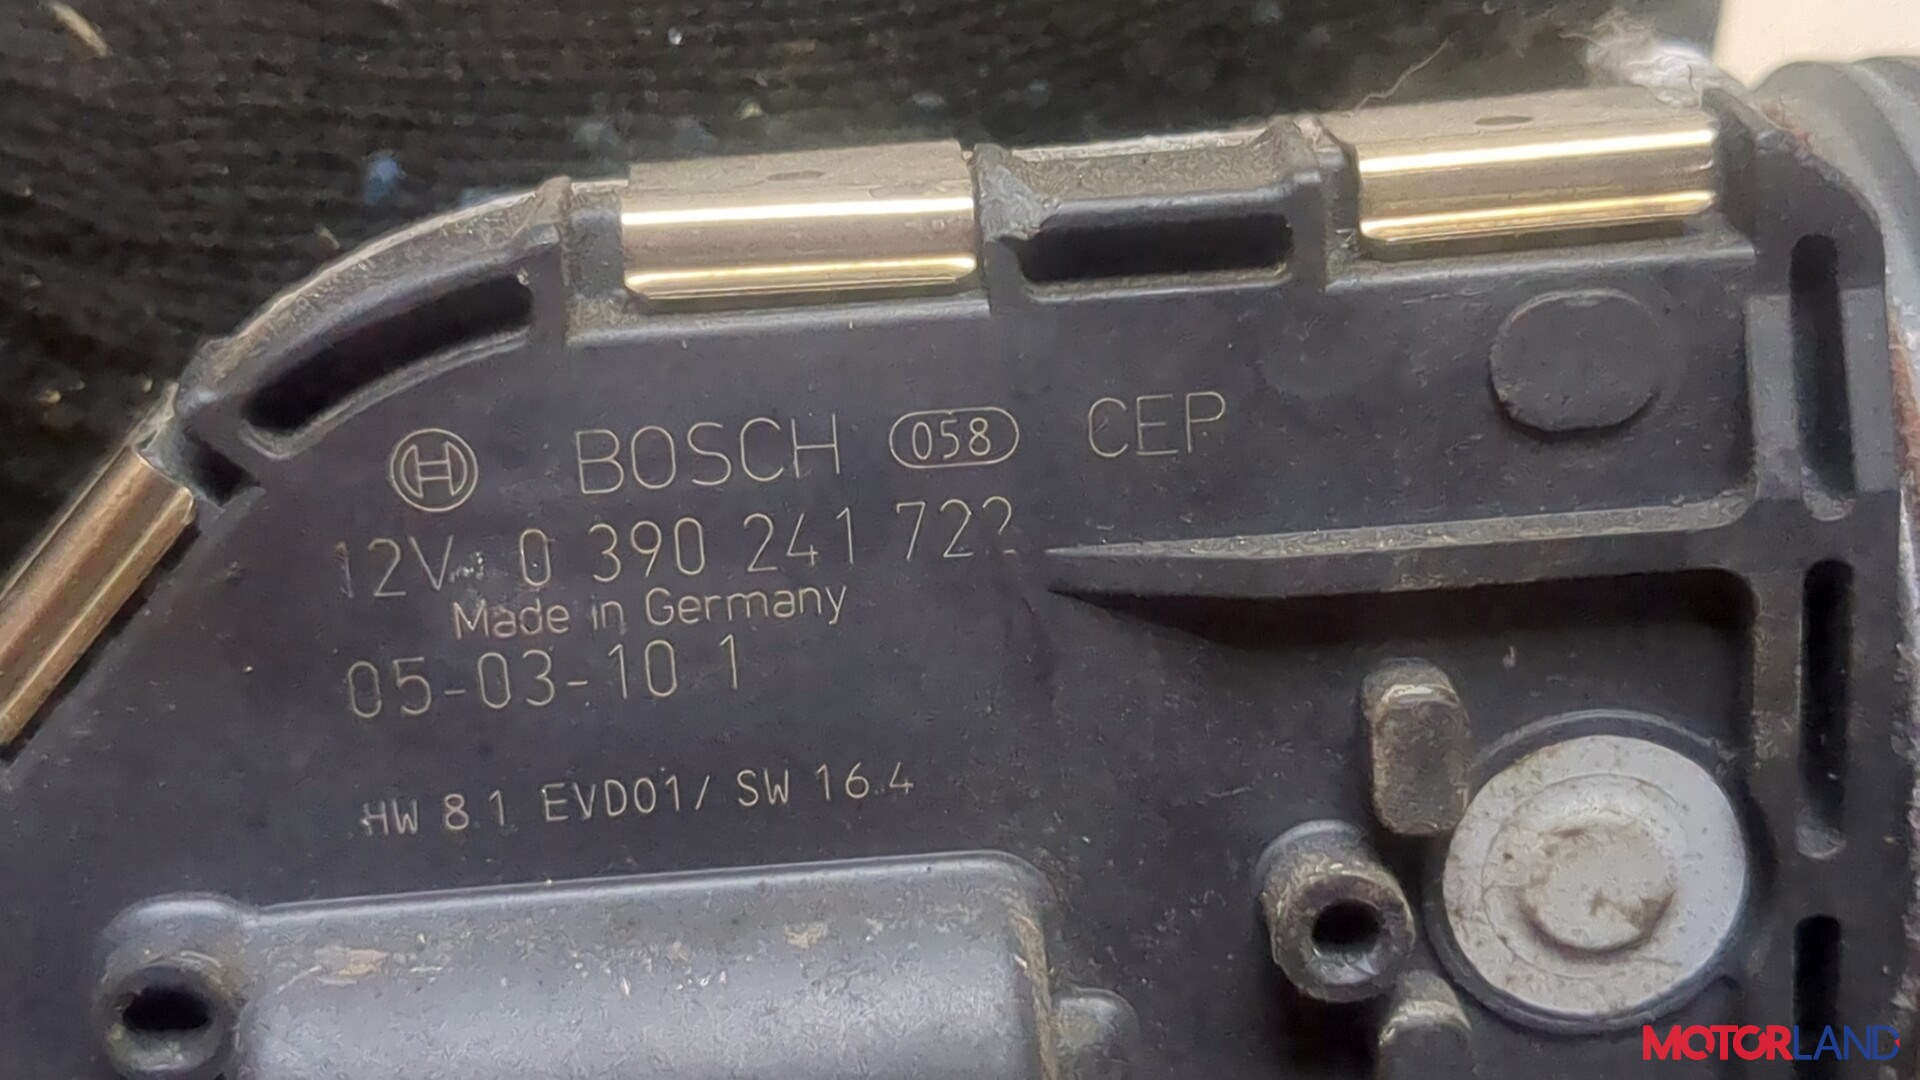 BOSCH 058 CEP
12V 0 390 241 722
Made in Germany
05-03-10 1
HW 8.1 EVD01/ SW 16.4
MOTORLAND